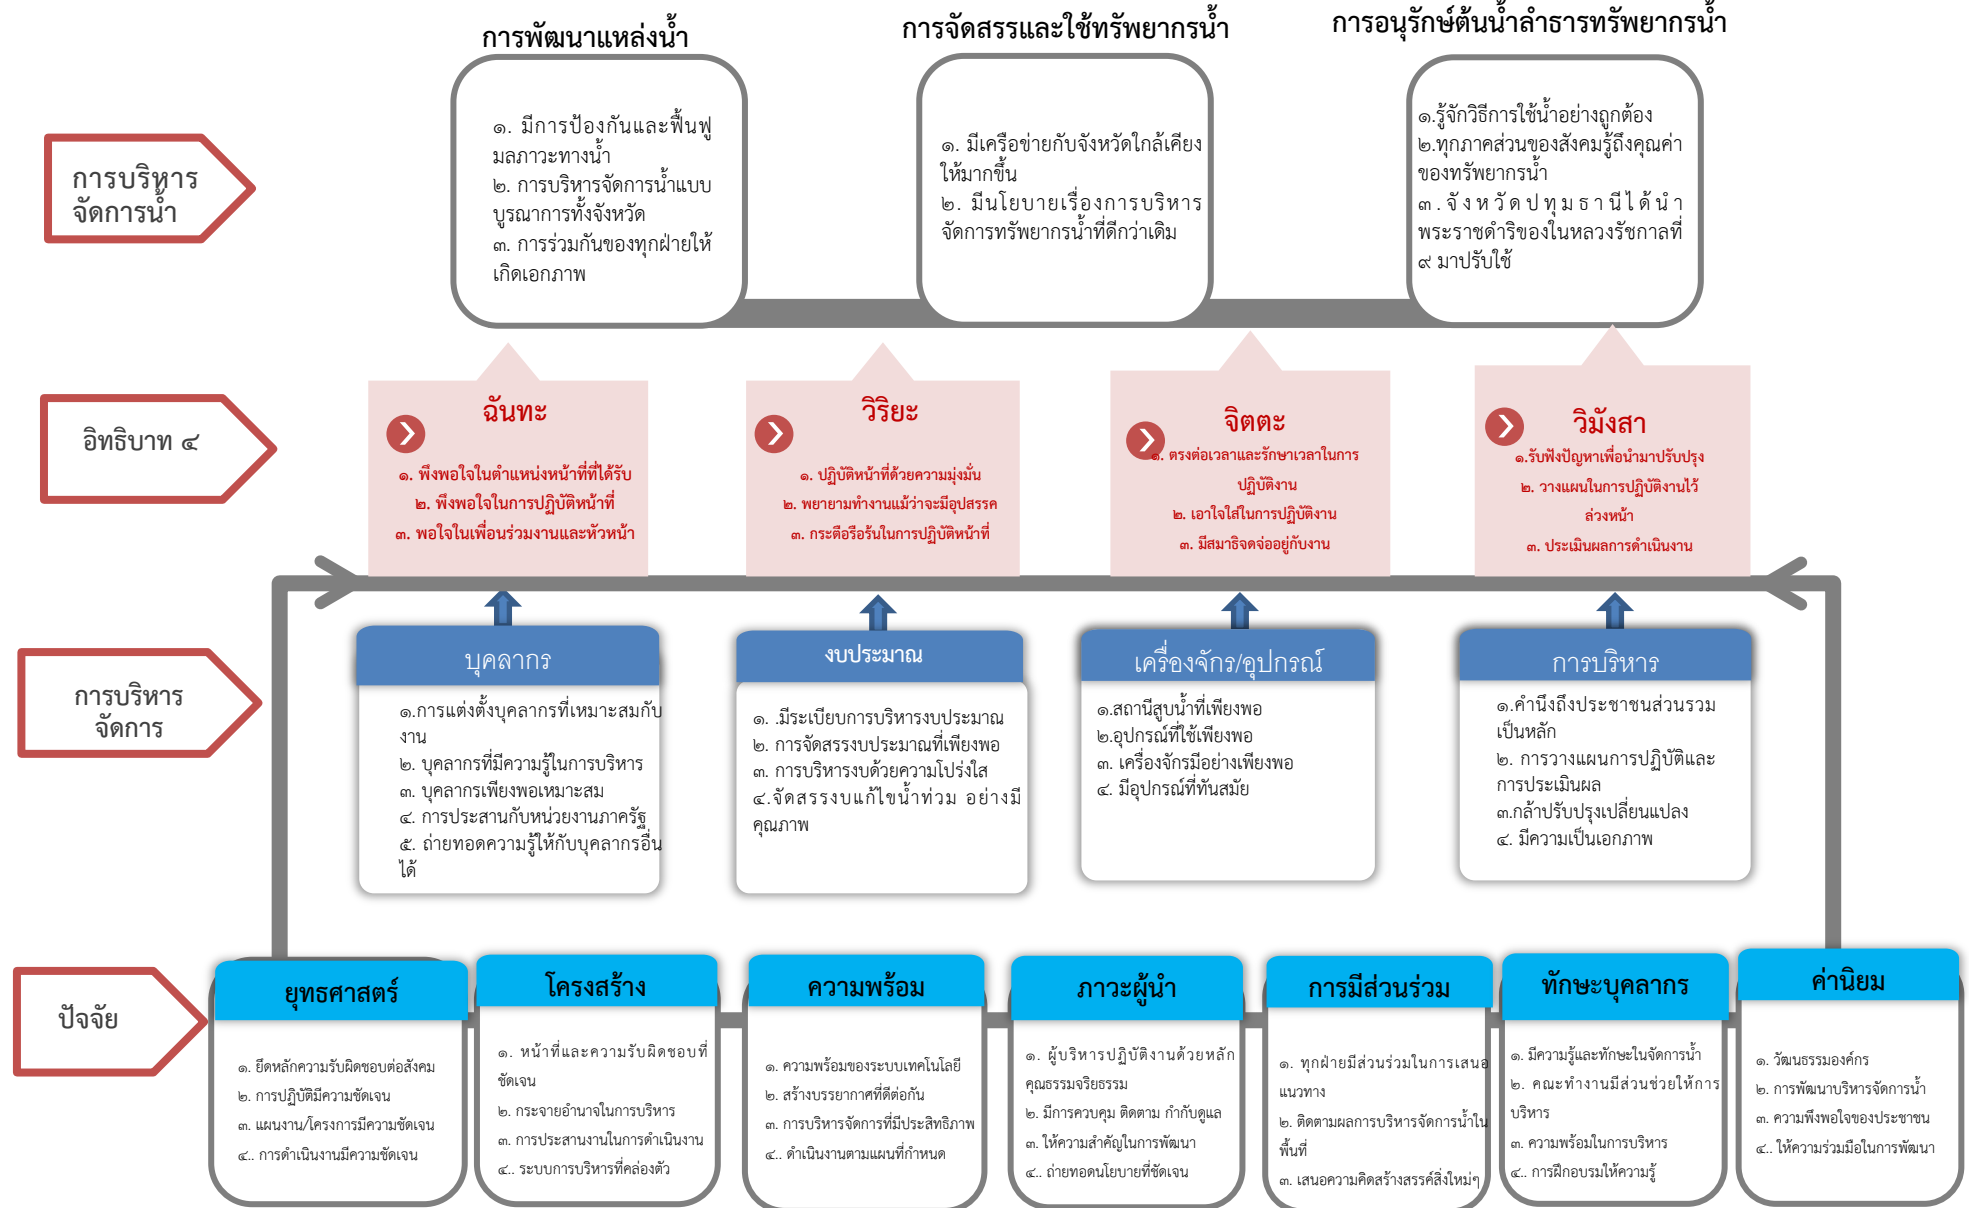 การพัฒนาแหล่งน้ำ
การจัดสรรและใช้ทรัพยากรน้ำ
การอนุรักษ์ต้นน้ำลำธารทรัพยากรน้ำ
การบริหาร
จัดการน้ำ
๑. มีการป้องกันและฟื้นฟู
มลภาวะทางน้ำ
๒. การบริหารจัดการน้ำแบบ
บูรณาการทั้งจังหวัด
๓. การร่วมกันของทุกฝ่ายให้
เกิดเอกภาพ
๑. มีเครือข่ายกับจังหวัดใกล้เคียง
ให้มากขึ้น
๒. มีนโยบายเรื่องการบริหาร
จัดการทรัพยากรน้ำที่ดีกว่าเดิม
๑.รู้จักวิธีการใช้น้ำอย่างถูกต้อง
๒.ทุกภาคส่วนของสังคมรู้ถึงคุณค่า
ของทรัพยากรน้ำ
๓.จังหวัดปทุมธานีได้นำ
พระราชดำริของในหลวงรัชกาลที่
๙ มาปรับใช้
อิทธิบาท ๔
ฉันทะ
๑. พึงพอใจในตำแหน่งหน้าที่ที่ได้รับ
๒. พึงพอใจในการปฏิบัติหน้าที่
๓. พอใจในเพื่อนร่วมงานและหัวหน้า
วิริยะ
๑. ปฏิบัติหน้าที่ด้วยความมุ่งมั่น
๒. พยายามทำงานแม้ว่าจะมีอุปสรรค
๓. กระตือรือร้นในการปฏิบัติหน้าที่
จิตตะ
๑. ตรงต่อเวลาและรักษาเวลาในการ
ปฏิบัติงาน
๒. เอาใจใส่ในการปฏิบัติงาน
๓. มีสมาธิจดจ่ออยู่กับงาน
วิมังสา
๑.รับฟังปัญหาเพื่อนำมาปรับปรุง
๒. วางแผนในการปฏิบัติงานไว้
ล่วงหน้า
๓. ประเมินผลการดำเนินงาน
การบริหาร
จัดการ
บุคลากร
๑.การแต่งตั้งบุคลากรที่เหมาะสมกับ
งาน
๒. บุคลากรที่มีความรู้ในการบริหาร
๓. บุคลากรเพียงพอเหมาะสม
๔. การประสานกับหน่วยงานภาครัฐ
๕. ถ่ายทอดความรู้ให้กับบุคลากรอื่น
ได้
งบประมาณ
๑. .มีระเบียบการบริหารงบประมาณ
๒. การจัดสรรงบประมาณที่เพียงพอ
๓. การบริหารงบด้วยความโปร่งใส
๔.จัดสรรงบแก้ไขน้ำท่วม อย่างมี
คุณภาพ
เครื่องจักร/อุปกรณ์
๑.สถานีสูบน้ำที่เพียงพอ
๒.อุปกรณ์ที่ใช้เพียงพอ
๓. เครื่องจักรมีอย่างเพียงพอ
๔. มีอุปกรณ์ที่ทันสมัย
การบริหาร
๑.คำนึงถึงประชาชนส่วนรวม
เป็นหลัก
๒. การวางแผนการปฏิบัติและ
การประเมินผล
๓.กล้าปรับปรุงเปลี่ยนแปลง
๔. มีความเป็นเอกภาพ
ปัจจัย
ยุทธศาสตร์
๑. ยึดหลักความรับผิดชอบต่อสังคม
๒. การปฏิบัติมีความชัดเจน
๓. แผนงาน/โครงการมีความชัดเจน
๔.. การดำเนินงานมีความชัดเจน
โครงสร้าง
๑. หน้าที่และความรับผิดชอบที่
ชัดเจน
๒. กระจายอำนาจในการบริหาร
๓. การประสานงานในการดำเนินงาน
๔.. ระบบการบริหารที่คล่องตัว
ความพร้อม
๑. ความพร้อมของระบบเทคโนโลยี
๒. สร้างบรรยากาศที่ดีต่อกัน
๓. การบริหารจัดการที่มีประสิทธิภาพ
๔.. ดำเนินงานตามแผนที่กำหนด
ภาวะผู้นำ
๑. ผู้บริหารปฏิบัติงานด้วยหลัก
คุณธรรมจริยธรรม
๒. มีการควบคุม ติดตาม กำกับดูแล
๓. ให้ความสำคัญในการพัฒนา
๔.. ถ่ายทอดนโยบายที่ชัดเจน
การมีส่วนร่วม
๑. ทุกฝ่ายมีส่วนร่วมในการเสนอ
แนวทาง
๒. ติดตามผลการบริหารจัดการน้ำใน
พื้นที่
๓. เสนอความคิดสร้างสรรค์สิ่งใหม่ๆ
ทักษะบุคลากร
๑. มีความรู้และทักษะในจัดการน้ำ
๒. คณะทำงานมีส่วนช่วยให้การ
บริหาร
๓. ความพร้อมในการบริหาร
๔.. การฝึกอบรมให้ความรู้
ค่านิยม
๑. วัฒนธรรมองค์กร
๒. การพัฒนาบริหารจัดการน้ำ
๓. ความพึงพอใจของประชาชน
๔.. ให้ความร่วมมือในการพัฒนา